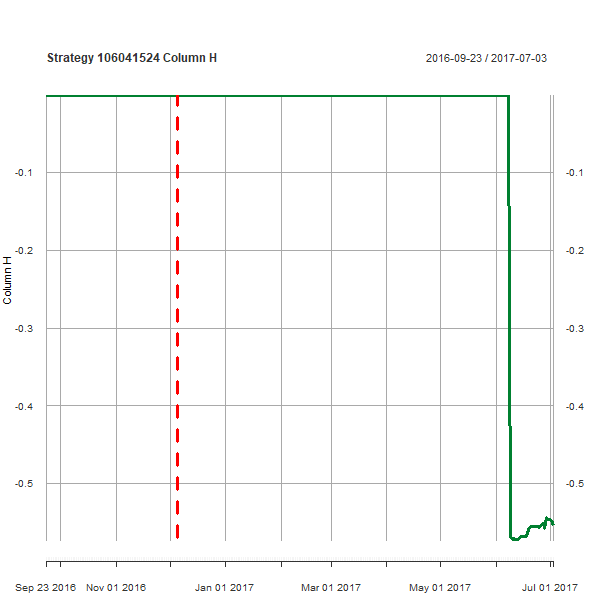 Strategy 106041524 Column H
2016-09-23 / 2017-07-03
-0.1
-0.1
-0.2
-0.2
Column H
-0.3
-0.3
-0.4
-0.4
-0.5
-0.5
Sep 23 2016
Nov 01 2016
Jan 01 2017
Mar 01 2017
May 01 2017
Jul 01 2017